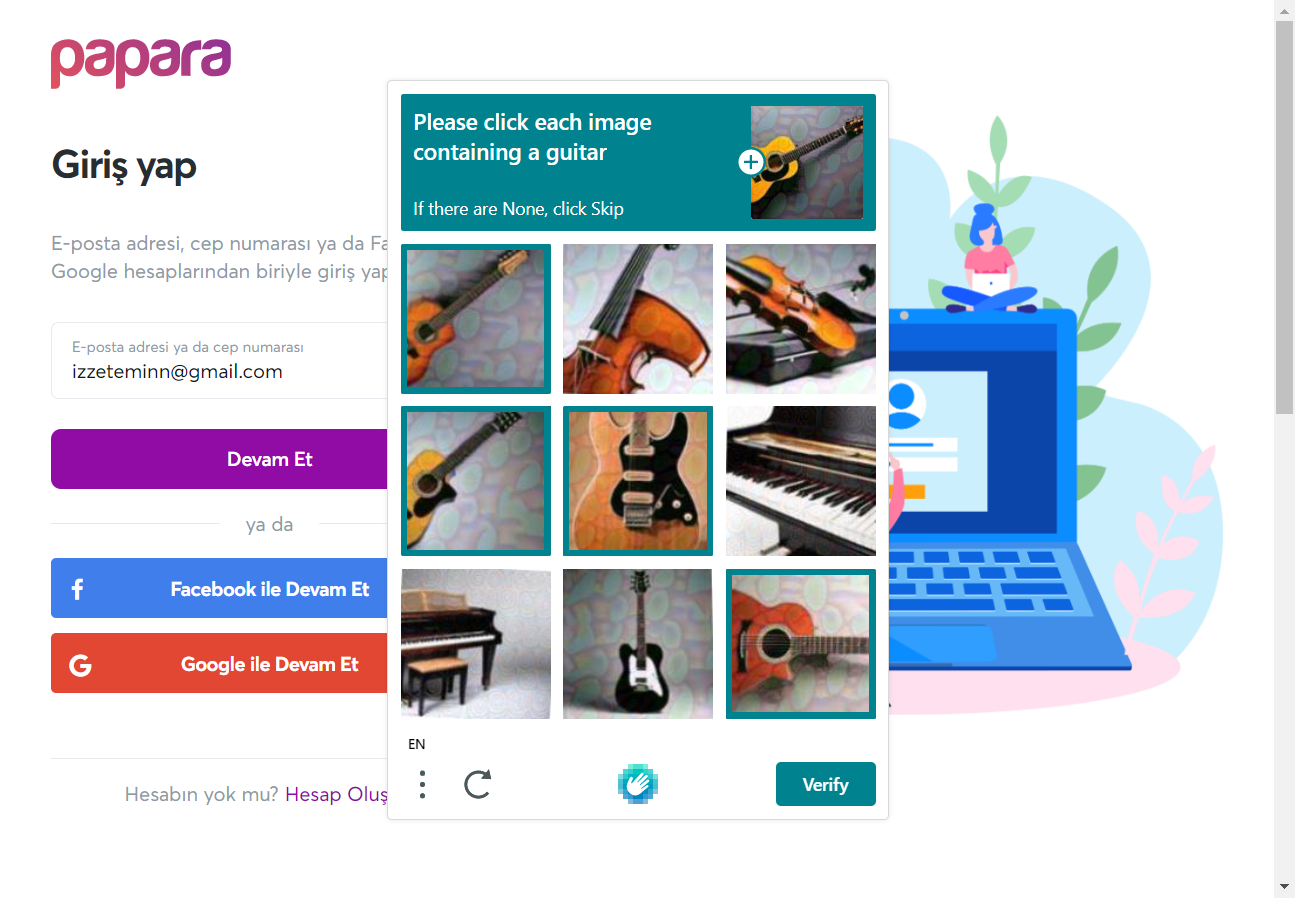 papara
Giriş yap
E-posta adresi, cep numarası ya da Fa
Google hesaplarından biriyle giriş yap
E-posta adresi ya da cep numarası
izzeteminn@gmail.com
Devam Et
ya da
Facebook ile Devam Et
Google ile Devam Et
Hesabın yok mu? Hesap Oluş
Please click each image
containing a guitar
If there are None, click Skip
EN
Verify